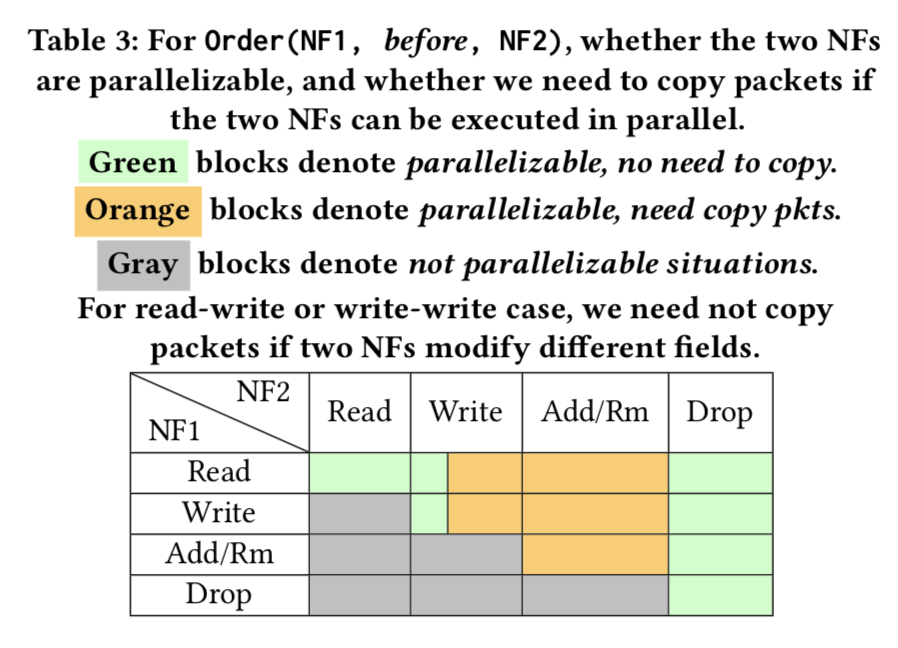 Table 3: For Order(NF1, before, NF2), whether the two NFs
are parallelizable, and whether we need to copy packets if
the two NFs can be executed in parallel.
Green blocks denote parallelizable, no need to copy.
Orange blocks denote parallelizable, need copy pkts.
Gray blocks denote not parallelizable situations.
For read-write or write-write case, we need not copy
packets if two NFs modify different fields.
NF2
NF1
Read Write Add/Rm Drop
Read
Write
Add/Rm
Drop